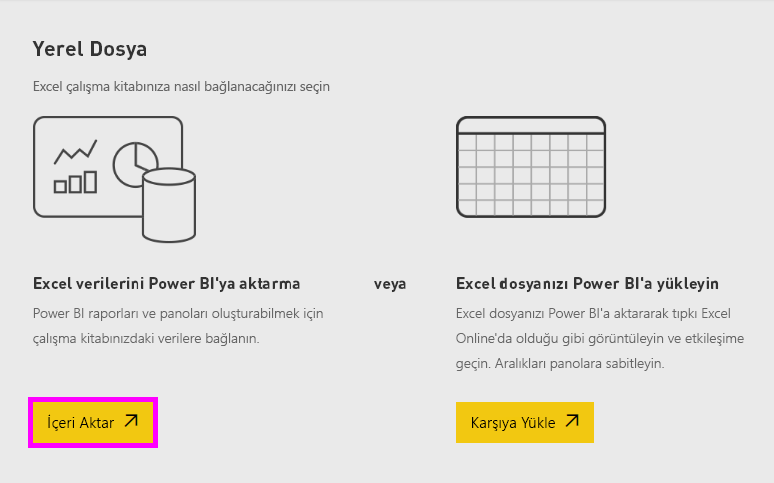 Yerel Dosya
Excel çalışma kitabınıza nasıl bağlanacağınızı seçin
Excel verilerini Power BI'ya aktarma
Power BI raporları ve panoları oluşturabilmek için
çalışma kitabınızdaki verilere bağlanın.
İçeri Aktar
veya
Excel dosyanızı Power BI'a yükleyin
Excel dosyanızı Power BI'a aktararak tıpkı Excel
Online'da olduğu gibi görüntüleyin ve etkileşime
geçin. Aralıkları panolara sabitleyin.
Karşıya Yükle